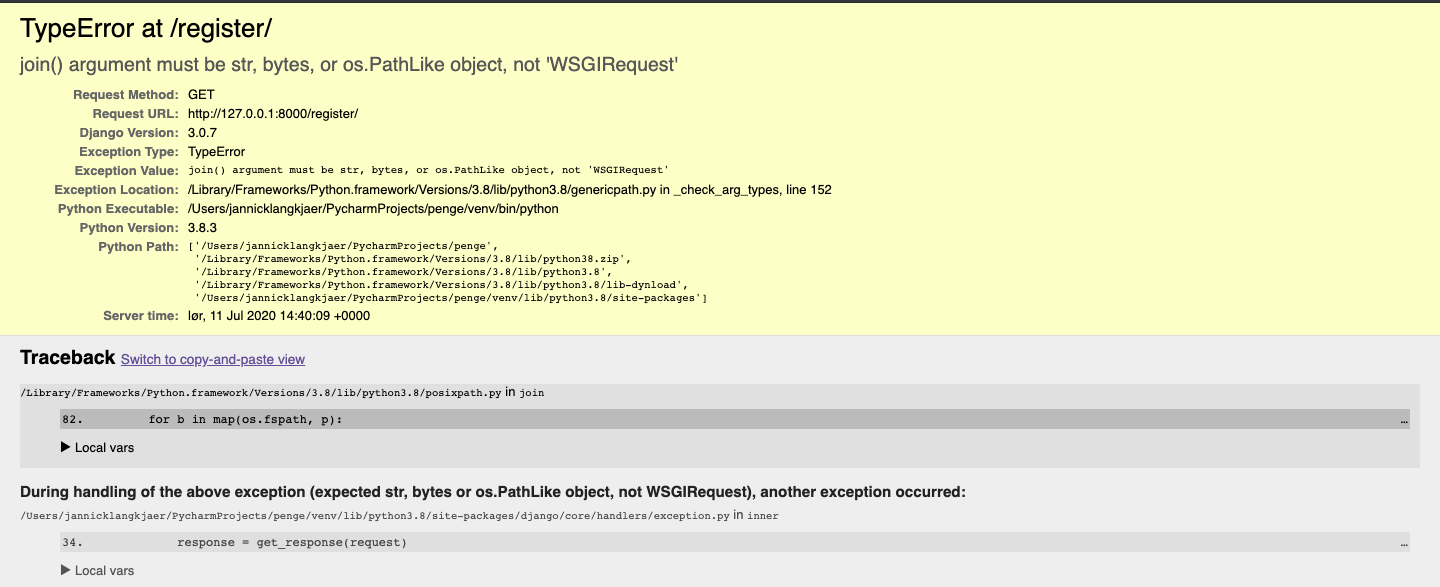 TypeError at /register/
join() argument must be str, bytes, or os.PathLike object, not 'WSGIRequest'
Request Method: GET
Request URL: http://127.0.0.1:8000/register/
Django Version: 3.0.7
Exception Type: TypeError
Exception Value: join() argument must be str, bytes, or os.PathLike object, not 'WSGIRequest'
Exception Location: /Library/Frameworks/Python.framework/Versions/3.8/lib/python3.8/genericpath.py in _check_arg_types, line 152
Python Executable: /Users/jannicklangkjaer/PycharmProjects/penge/venv/bin/python
Python Version: 3.8.3
Python Path: ['/Users/jannicklangkjaer/PycharmProjects/penge',
'/Library/Frameworks/Python.framework/Versions/3.8/lib/python38.zip',
'/Library/Frameworks/Python.framework/Versions/3.8/lib/python3.8',
'/Library/Frameworks/Python.framework/Versions/3.8/lib/python3.8/lib-dynload',
'/Users/jannicklangkjaer/PycharmProjects/penge/venv/lib/python3.8/site-packages']
Server time: lør, 11 Jul 2020 14:40:09 +0000
Traceback Switch to copy-and-paste view
/Library/Frameworks/Python.framework/Versions/3.8/lib/python3.8/posixpath.py in join
82. for b in map(os.fspath, p): …
▶ Local vars
During handling of the above exception (expected str, bytes or os.PathLike object, not WSGIRequest), another exception occurred:
/Users/jannicklangkjaer/PycharmProjects/penge/venv/lib/python3.8/site-packages/django/core/handlers/exception.py in inner
34. response = get_response(request) …
▶ Local vars